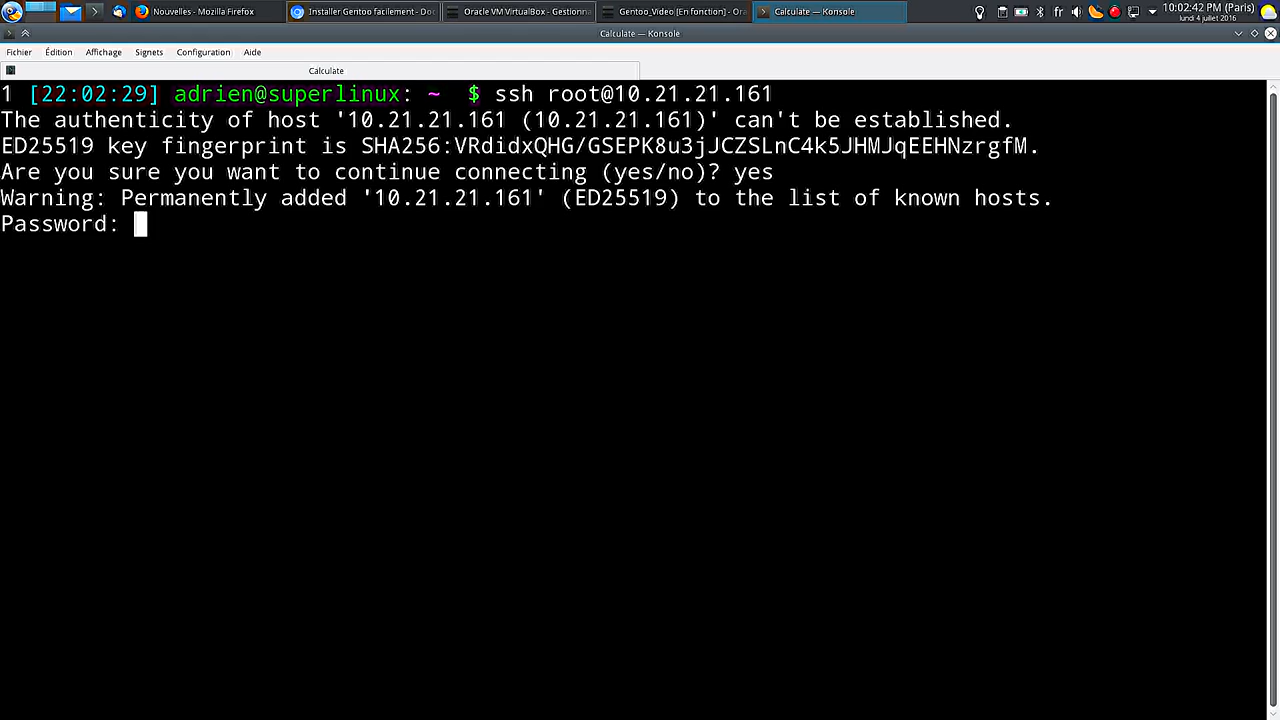 Nouvelles - Mozilla Firefox
Installer Gentoo facilement - Doc
Oracle VM VirtualBox - Gestionna
Gentoo_Video [En fonction] - Ora
Calculate — Konsole
fr
10:02:42 PM (Paris)
lundi 4 juillet 2016
Calculate — Konsole
Fichier Édition Affichage Signets Configuration Aide
Calculate
1 [22:02:29] adrien@superlinux: ~ $ ssh root@10.21.21.161
The authenticity of host '10.21.21.161 (10.21.21.161)' can't be established.
ED25519 key fingerprint is SHA256:VRdidxQHG/GSEPK8u3jJCZSLnC4k5JHMJqEEHNzrgfM.
Are you sure you want to continue connecting (yes/no)? yes
Warning: Permanently added '10.21.21.161' (ED25519) to the list of known hosts.
Password: